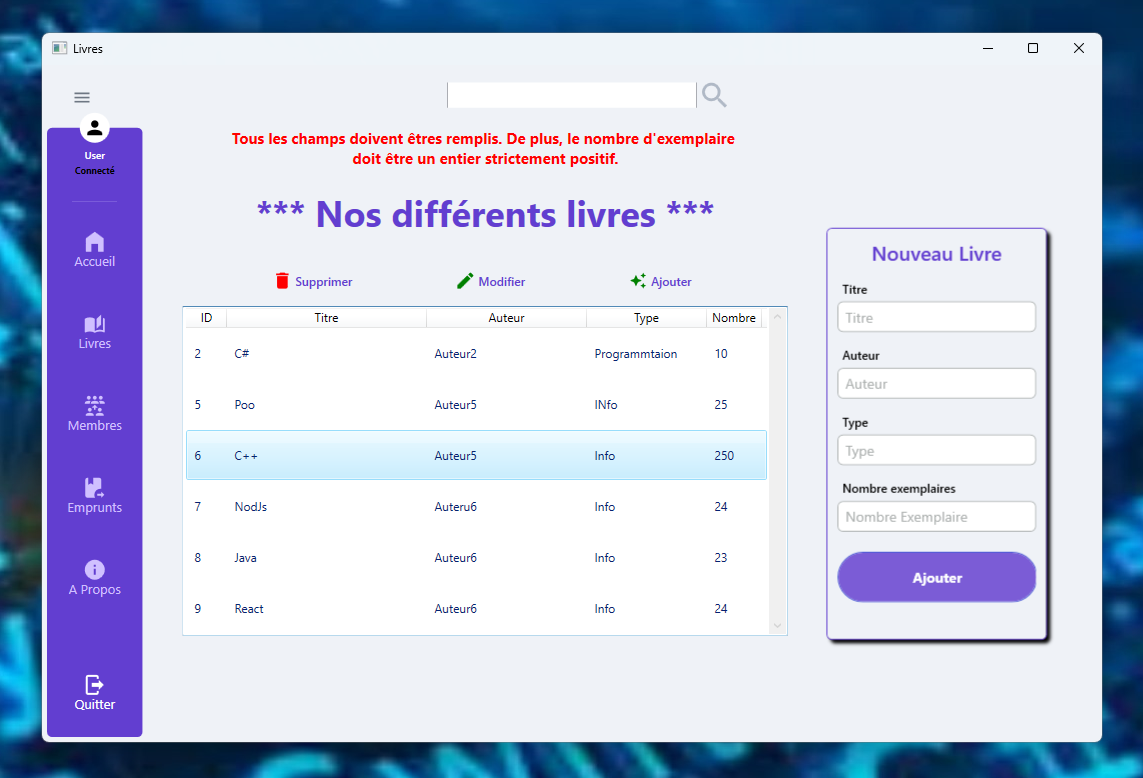 Livres
User
Connecté
Accueil
Livres
Membres
Emprunts
A Propos
Quitter
Tous les champs doivent êtres remplis. De plus, le nombre d'exemplaire
doit être un entier strictement positif.
*** Nos différents livres ***
Supprimer Modifier Ajouter
ID Titre Auteur Type Nombre
2 C# Auteur2 Programmtaion 10
5 Poo Auteur5 INfo 25
6 C++ Auteur5 Info 250
7 NodJs Auteru6 Info 24
8 Java Auteur6 Info 23
9 React Auteur6 Info 24
Nouveau Livre
Titre
Titre
Auteur
Auteur
Type
Type
Nombre exemplaires
Nombre Exemplaire
Ajouter